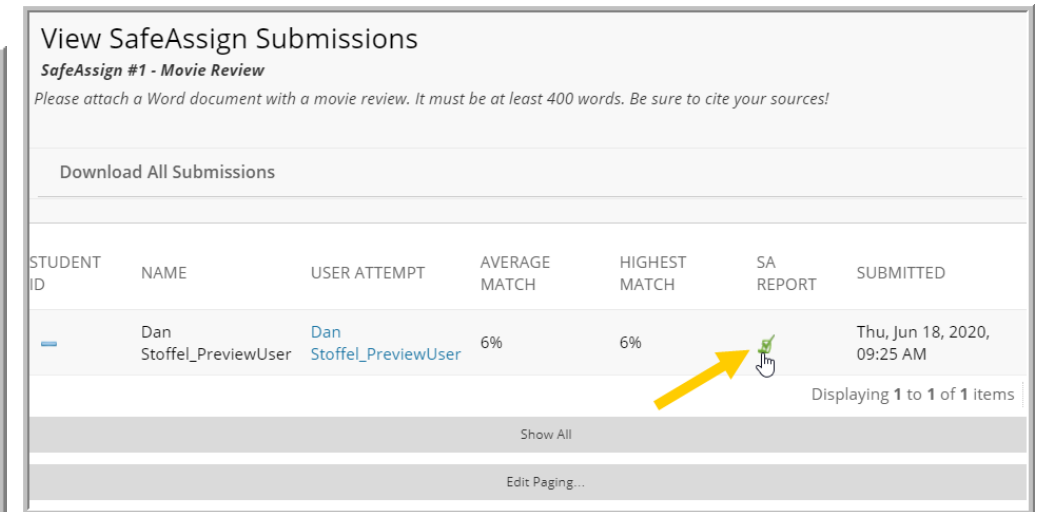 View SafeAssign Submissions
SafeAssign #1 - Movie Review
Please attach a Word document with a movie review. It must be at least 400 words. Be sure to cite your sources!
Download All Submissions
STUDENT ID NAME USER ATTEMPT AVERAGE MATCH HIGHEST MATCH SA REPORT SUBMITTED
Dan Stoffel_PreviewUser Dan Stoffel_PreviewUser 6% 6% Thu, Jun 18, 2020, 09:25 AM
Displaying 1 to 1 of 1 items
Show All
Edit Paging...